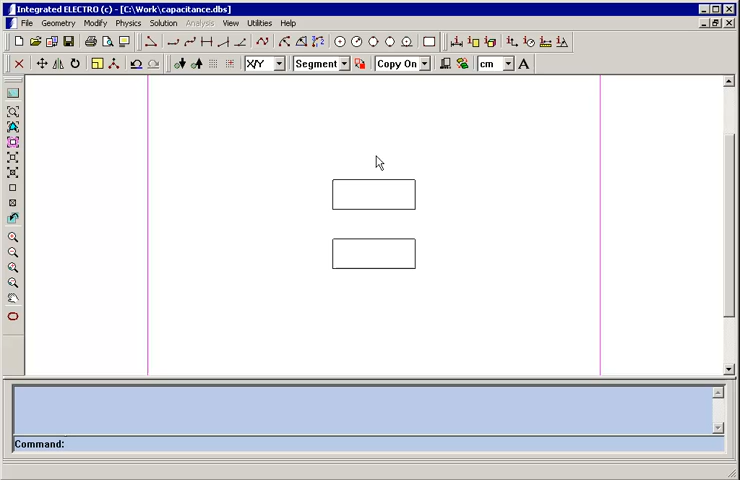 Integrated ELECTRO (c) - [C:\Work\capacitance.dbs]
File Geometry Modify Physics Solution Analysis View Utilities Help
X/Y Segment Copy On cm A
Command: